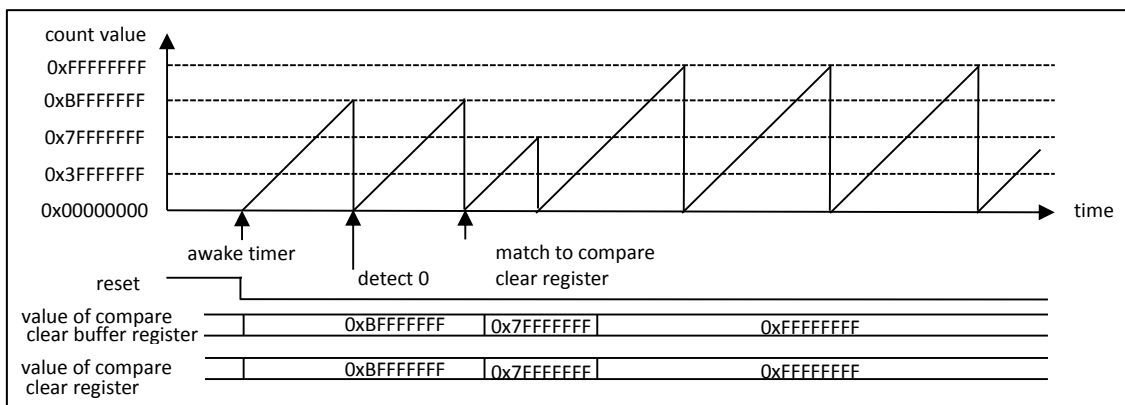 count value
0xFFFFFFFF
0xBFFFFFFF
0x7FFFFFFF
0x3FFFFFFF
0x00000000
time
awake timer
detect 0
match to compare
clear register
reset
value of compare
clear buffer register
0xBFFFFFFF 0x7FFFFFFF 0xFFFFFFFF
value of compare
clear register
0xBFFFFFFF 0x7FFFFFFF 0xFFFFFFFF